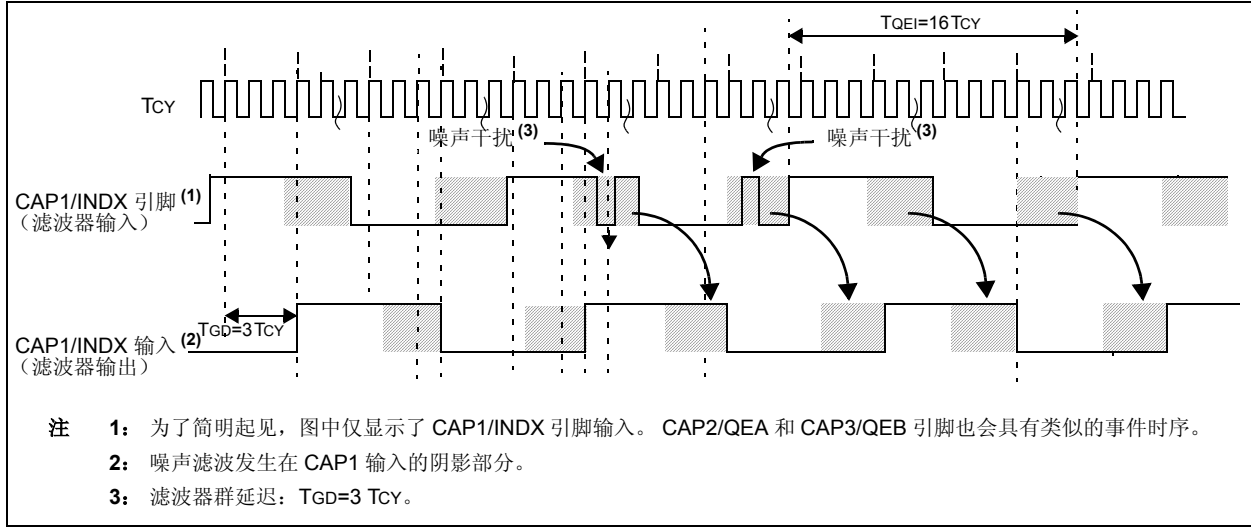 TQEI=16TCY
TCY
噪声干扰 (3)
噪声干扰 (3)
CAP1/INDX 引脚 (1)
（滤波器输入）
TGD=3TCY
CAP1/INDX 输入 (2)
（滤波器输出）
注 1： 为了简明起见，图中仅显示了 CAP1/INDX 引脚输入。 CAP2/QEA 和 CAP3/QEB 引脚也会具有类似的事件时序。
2： 噪声滤波发生在 CAP1 输入的阴影部分。
3： 滤波器群延迟：TGD=3 TCY。